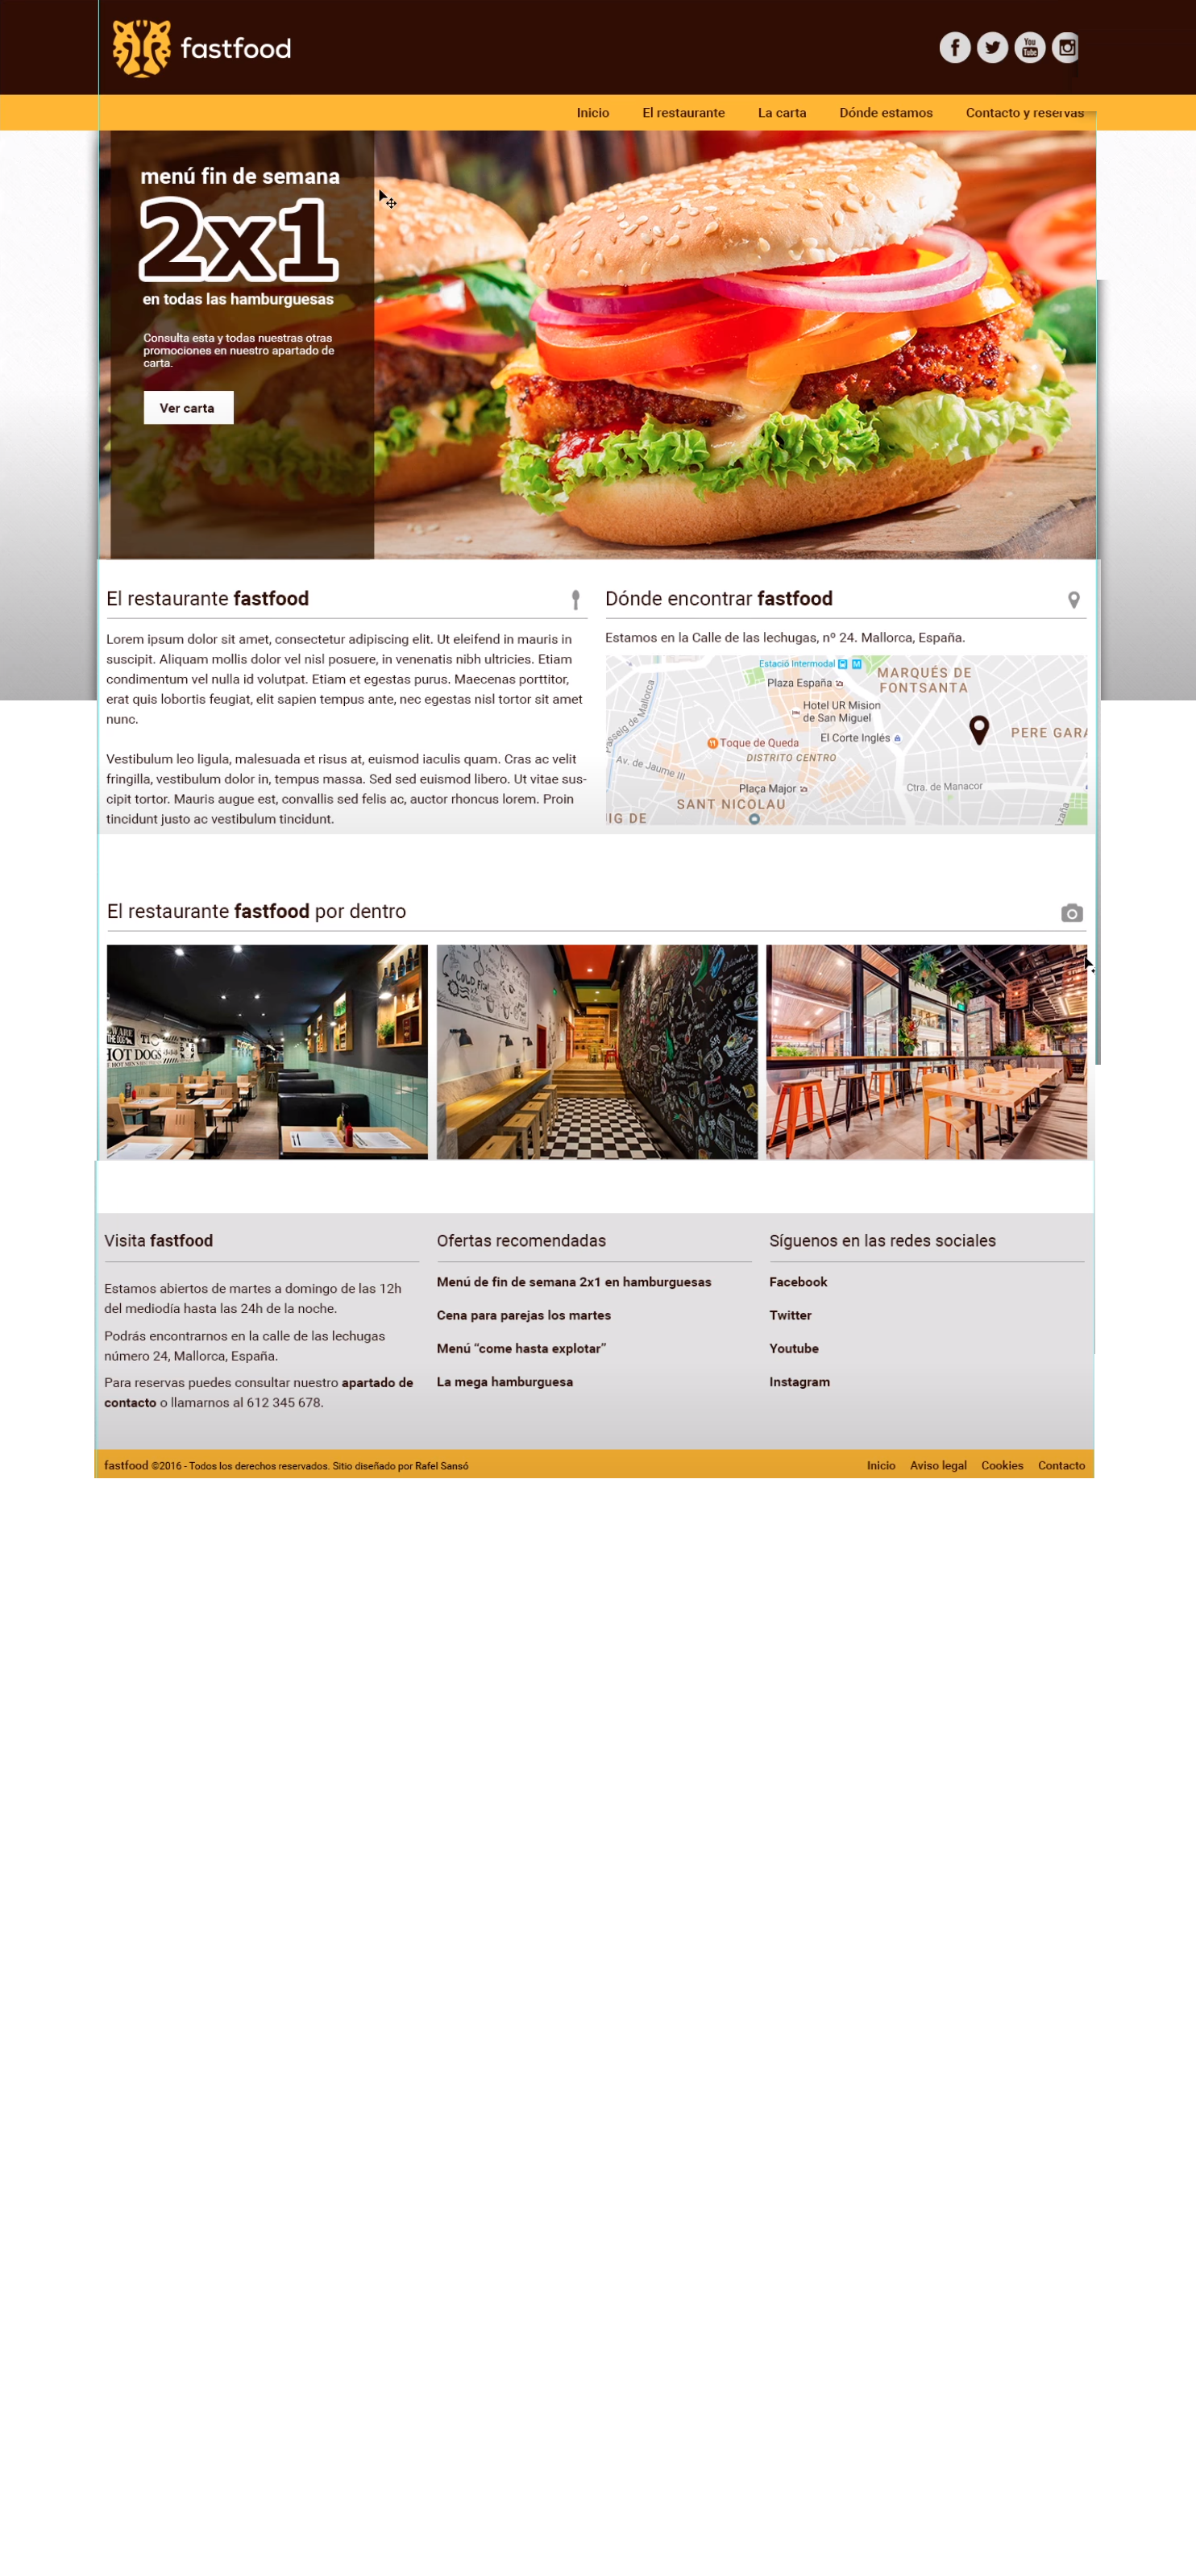 fastfood
You
Tube
Inicio El restaurante La carta Dónde estamos Contacto y reservas
menú fin de semana
2x1
en todas las hamburguesas
Consulta esta y todas nuestras otras
promociones en nuestro apartado de
carta.
Ver carta
El restaurante fastfood
Lorem ipsum dolor sit amet, consectetur adipiscing elit. Ut eleifend in mauris in
suscipit. Aliquam mollis dolor vel nisl posuere, in venenatis nibh ultricies. Etiam
condimentum vel nulla id volutpat. Etiam et egestas purus. Maecenas porttitor,
erat quis lobortis feugiat, elit sapien tempus ante, nec egestas nisl tortor sit amet
nunc.
Vestibulum leo ligula, malesuada et risus at, euismod iaculis quam. Cras ac velit
fringilla, vestibulum dolor in, tempus massa. Sed sed euismod libero. Ut vitae sus-
cipit tortor. Mauris augue est, convallis sed felis ac, auctor rhoncus lorem. Proin
tincidunt justo ac vestibulum tincidunt.
Dónde encontrar fastfood
Estamos en la Calle de las lechugas, nº 24. Mallorca, España.
Estació Intermodal
M
MARQUÉS DE
FONTSANTA
Plaza España
Passeig de Mallorca
Hotel UR Mision
de San Miguel
El Corte Inglés
PERE GARA
Toque de Queda
DISTRITO CENTRO
Av. de Jaume III
Plaça Major
Ctra. de Manacor
SANT NICOLAU
IG DE
El restaurante fastfood por dentro
HOT DOGS
COLD
Visita fastfood
Estamos abiertos de martes a domingo de las 12h
del mediodía hasta las 24h de la noche.
Podrás encontrarnos en la calle de las lechugas
número 24, Mallorca, España.
Para reservas puedes consultar nuestro apartado de
contacto o llamarnos al 612 345 678.
Ofertas recomendadas
Menú de fin de semana 2x1 en hamburguesas
Cena para parejas los martes
Menú “come hasta explotar”
La mega hamburguesa
Síguenos en las redes sociales
Facebook
Twitter
Youtube
Instagram
fastfood ©2016 - Todos los derechos reservados. Sitio diseñado por Rafel Sansó
Inicio Aviso legal Cookies Contacto